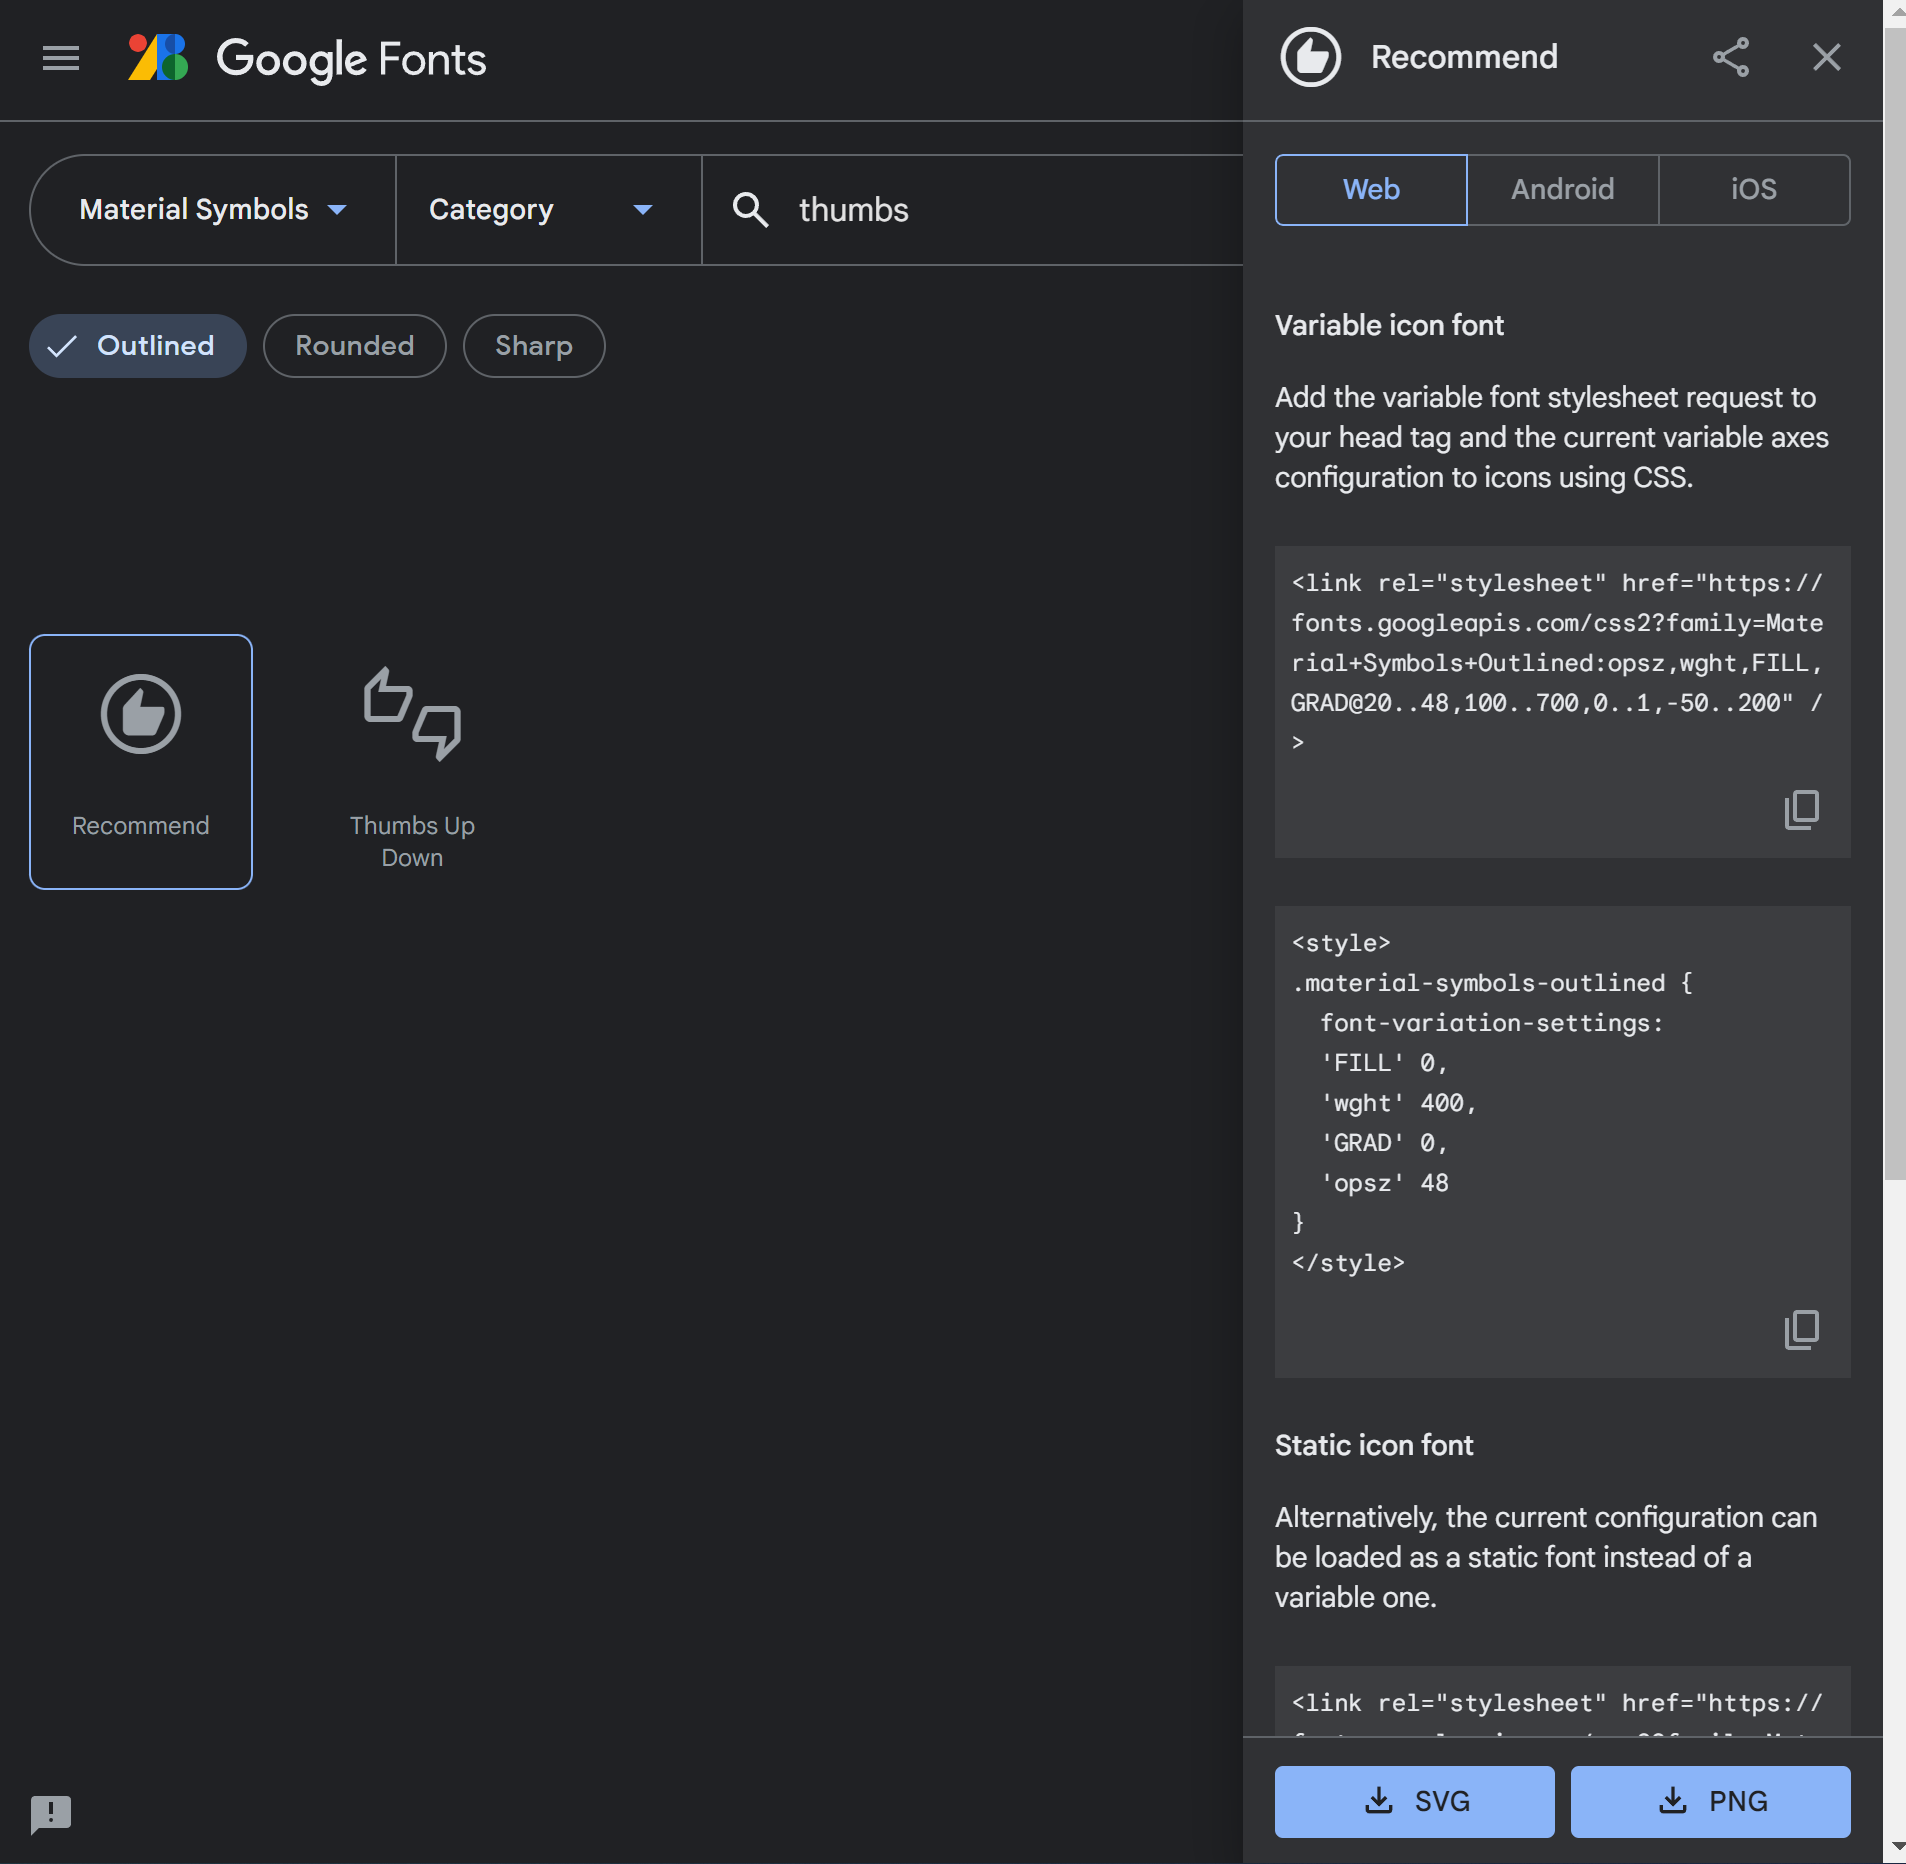 Google Fonts
Material Symbols
Category
thumbs
Outlined
Rounded
Sharp
Recommend
Thumbs Up
Down
Recommend
Web
Android
iOS
Variable icon font
Add the variable font stylesheet request to
your head tag and the current variable axes
configuration to icons using CSS.
<link rel="stylesheet" href="https://
fonts.googleapis.com/css2?family=Mate
rial+Symbols+Outlined:opsz,wght,FILL,
GRAD@20..48,100..700,0..1,-50..200" /
>
<style>
.material-symbols-outlined {
  font-variation-settings:
  'FILL' 0,
  'wght' 400,
  'GRAD' 0,
  'opsz' 48
}
</style>
Static icon font
Alternatively, the current configuration can
be loaded as a static font instead of a
variable one.
<link rel="stylesheet" href="https://
SVG
PNG